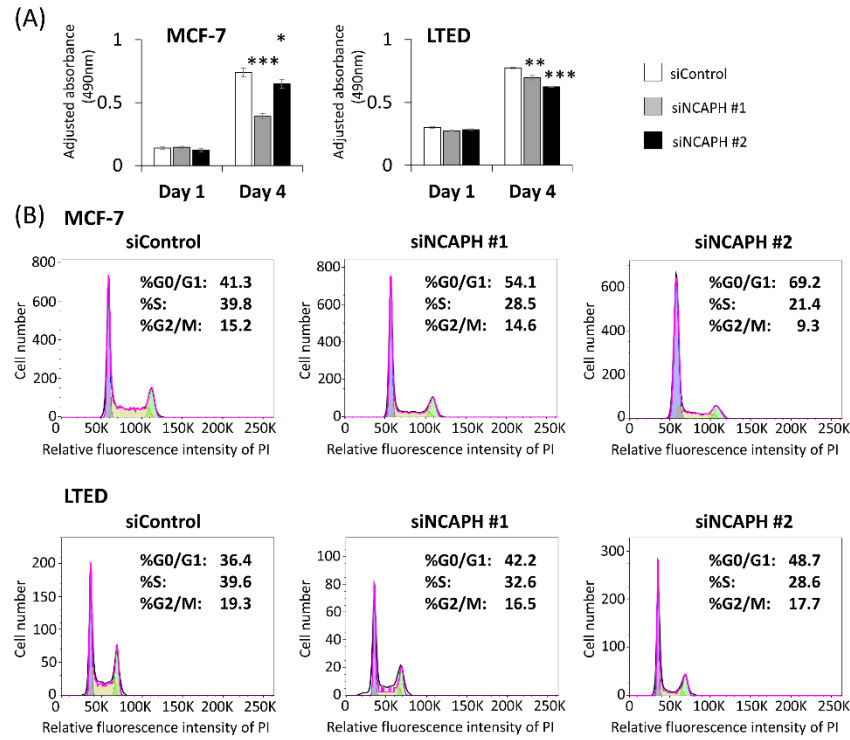 (A)
MCF-7
Adjusted absorbance
(490nm)
1
0.5
0
***
*
Day 1
Day 4
LTED
Adjusted absorbance
(490nm)
1
0.5
0
**
***
Day 1
Day 4
siControl
siNCAPH #1
siNCAPH #2
(B)
MCF-7
siControl
Cell number
800
600
400
200
0
%G0/G1: 41.3
%S: 39.8
%G2/M: 15.2
0 50K 100K 150K 200K 250K
Relative fluorescence intensity of PI
siNCAPH #1
Cell number
800
600
400
200
0
%G0/G1: 54.1
%S: 28.5
%G2/M: 14.6
0 50K 100K 150K 200K 250K
Relative fluorescence intensity of PI
siNCAPH #2
Cell number
800
600
400
200
0
%G0/G1: 69.2
%S: 21.4
%G2/M: 9.3
0 50K 100K 150K 200K 250K
Relative fluorescence intensity of PI
LTED
siControl
Cell number
200
150
100
50
0
%G0/G1: 36.4
%S: 39.6
%G2/M: 19.3
0 50K 100K 150K 200K 250K
Relative fluorescence intensity of PI
siNCAPH #1
Cell number
100
80
60
40
20
0
%G0/G1: 42.2
%S: 32.6
%G2/M: 16.5
0 50K 100K 150K 200K 250K
Relative fluorescence intensity of PI
siNCAPH #2
Cell number
300
200
100
0
%G0/G1: 48.7
%S: 28.6
%G2/M: 17.7
0 50K 100K 150K 200K 250K
Relative fluorescence intensity of PI